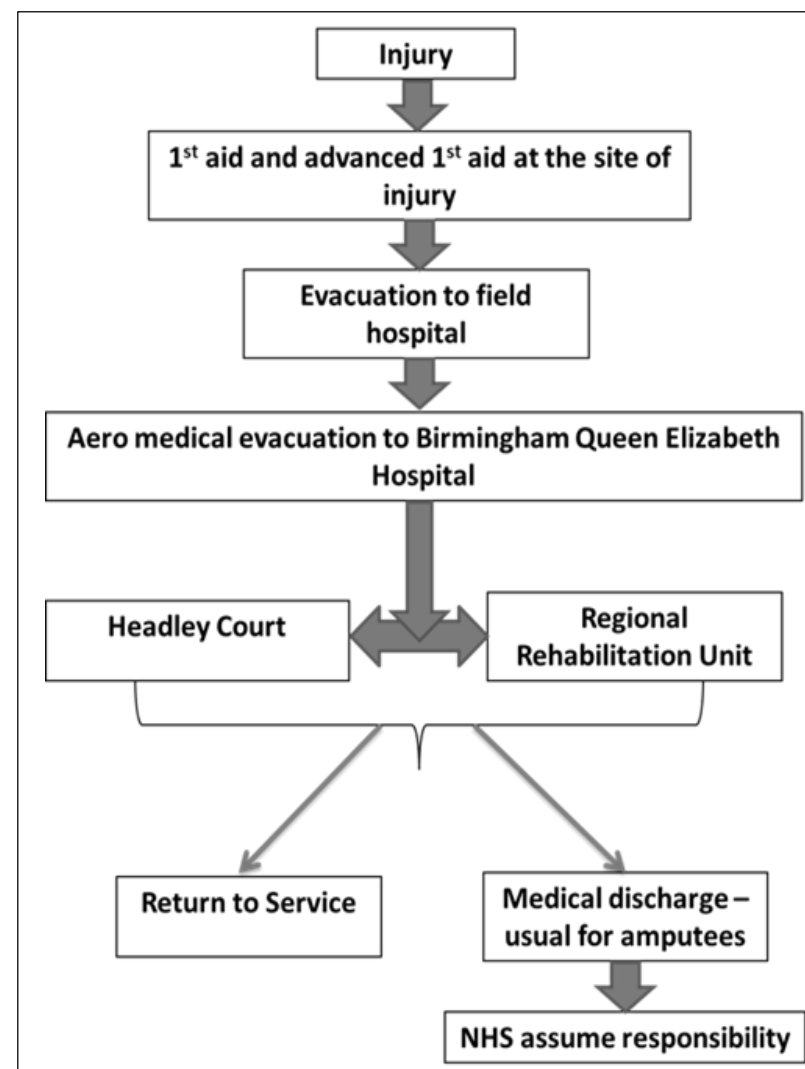 Injury
1st aid and advanced 1st aid at the site of
injury
Evacuation to field
hospital
Aero medical evacuation to Birmingham Queen Elizabeth
Hospital
Headley Court
Regional
Rehabilitation Unit
Return to Service
Medical discharge –
usual for amputees
NHS assume responsibility